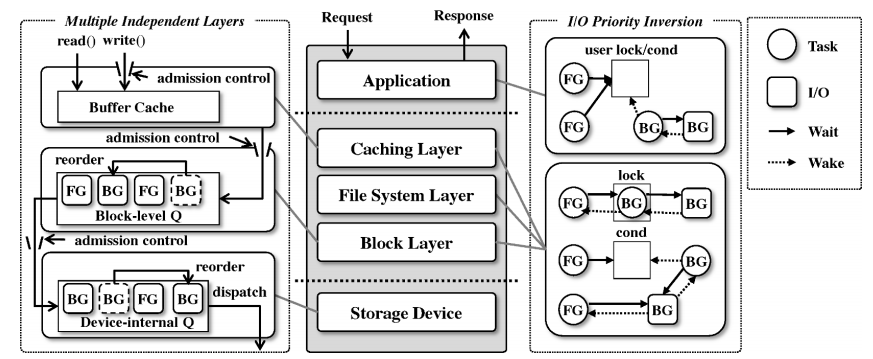 Multiple Independent Layers
read() write()
admission control
Buffer Cache
admission control
reorder
FG BG FG BG
Block-level Q
admission control
reorder
BG BG FG BG
dispatch
Device-internal Q
Request
Response
Application
Caching Layer
File System Layer
Block Layer
Storage Device
I/O Priority Inversion
user lock/cond
FG
FG BG BG
lock
FG BG BG
cond
FG BG
FG BG
Task
I/O
Wait
Wake